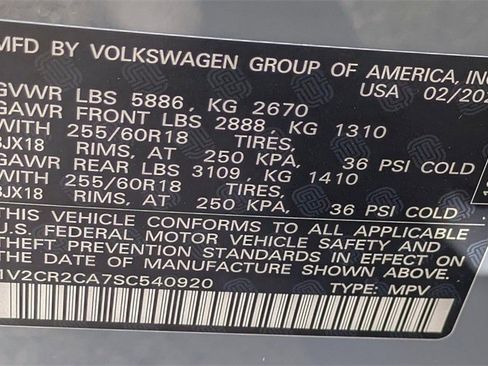 MFD BY VOLKSWAGEN GROUP OF AMERICA, INC
USA 02/202
GVWR LBS 5886, KG 2670
GAWR FRONT LBS 2888, KG 1310
WITH 255/60R18 TIRES,
8JX18 RIMS, AT 250 KPA, 36 PSI COLD
GAWR REAR LBS 3109, KG 1410
WITH 255/60R18 TIRES,
8JX18 RIMS, AT 250 KPA, 36 PSI COLD
THIS VEHICLE CONFORMS TO ALL APPLICABLE
U.S. FEDERAL MOTOR VEHICLE SAFETY AND
THEFT PREVENTION STANDARDS IN EFFECT ON
DATE OF MANUFACTURE SHOWN ABOVE.
1V2CR2CA7SC540920 TYPE: MPV